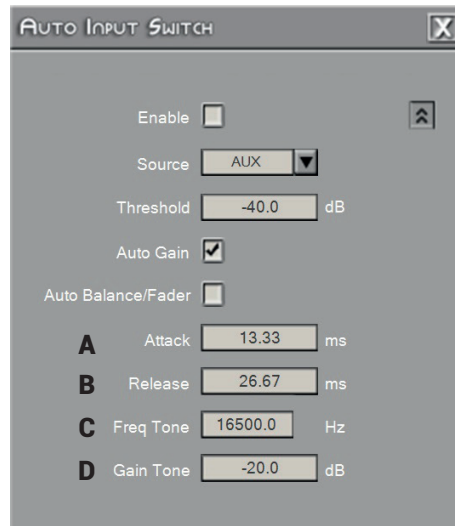 Auto Input Switch X
Enable
Source AUX
Threshold -40.0 dB
Auto Gain
Auto Balance/Fader
A Attack 13.33 ms
B Release 26.67 ms
C Freq Tone 16500.0 Hz
D Gain Tone -20.0 dB